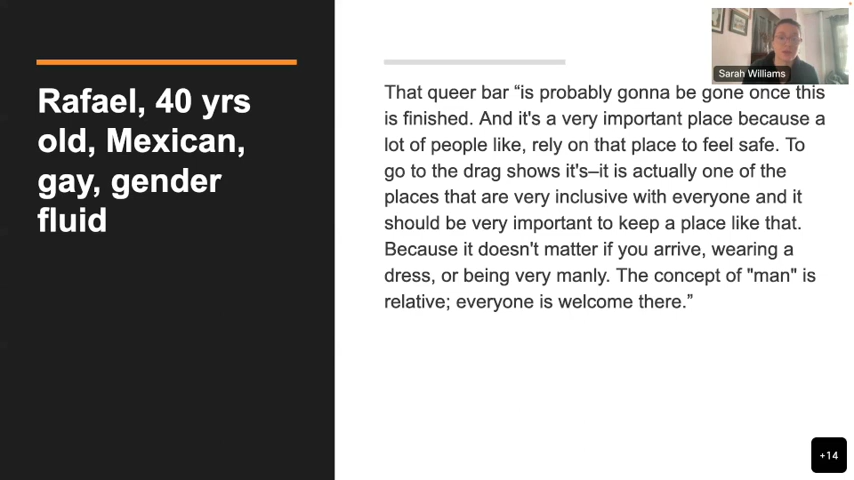 Rafael, 40 yrs
old, Mexican,
gay, gender
fluid
Sarah Williams
That queer bar “is probably gonna be gone once this
is finished. And it's a very important place because a
lot of people like, rely on that place to feel safe. To
go to the drag shows it's–it is actually one of the
places that are very inclusive with everyone and it
should be very important to keep a place like that.
Because it doesn't matter if you arrive, wearing a
dress, or being very manly. The concept of "man" is
relative; everyone is welcome there.”
+14